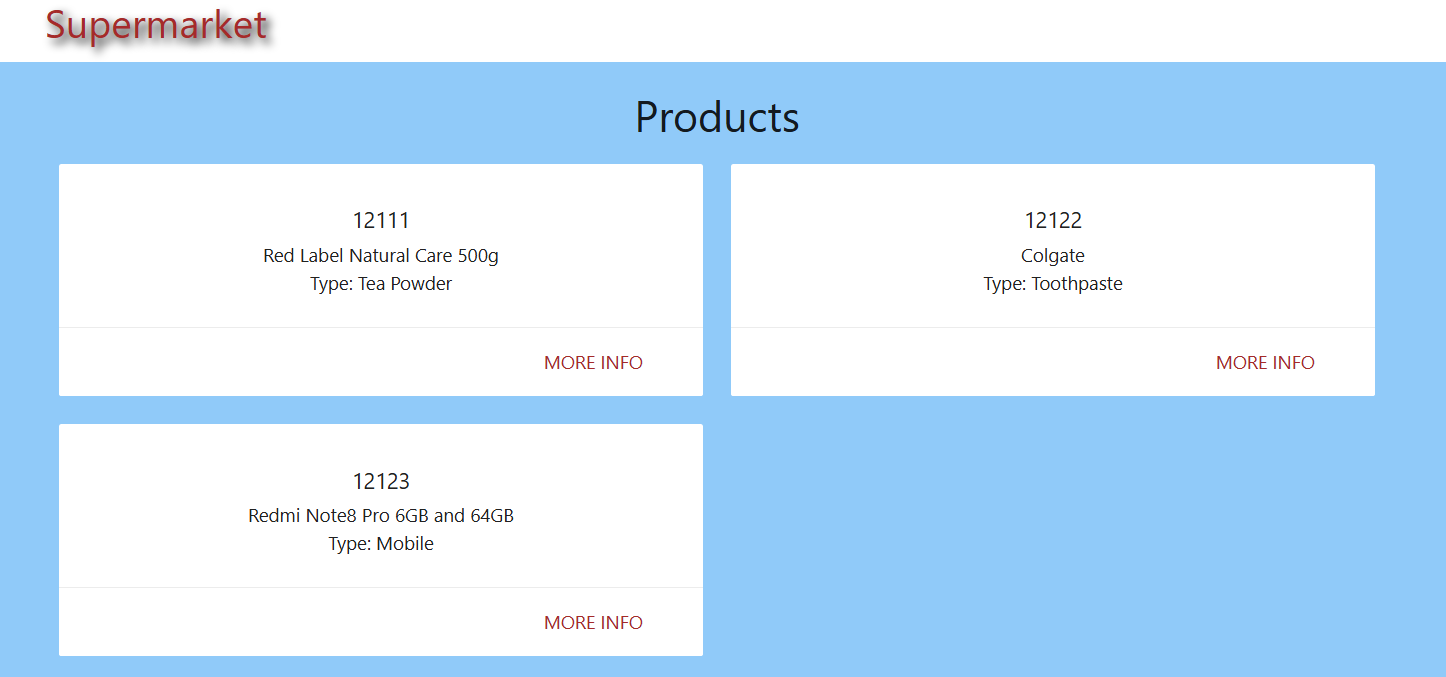 Supermarket
Products
12111
Red Label Natural Care 500g
Type: Tea Powder
MORE INFO
12122
Colgate
Type: Toothpaste
MORE INFO
12123
Redmi Note8 Pro 6GB and 64GB
Type: Mobile
MORE INFO